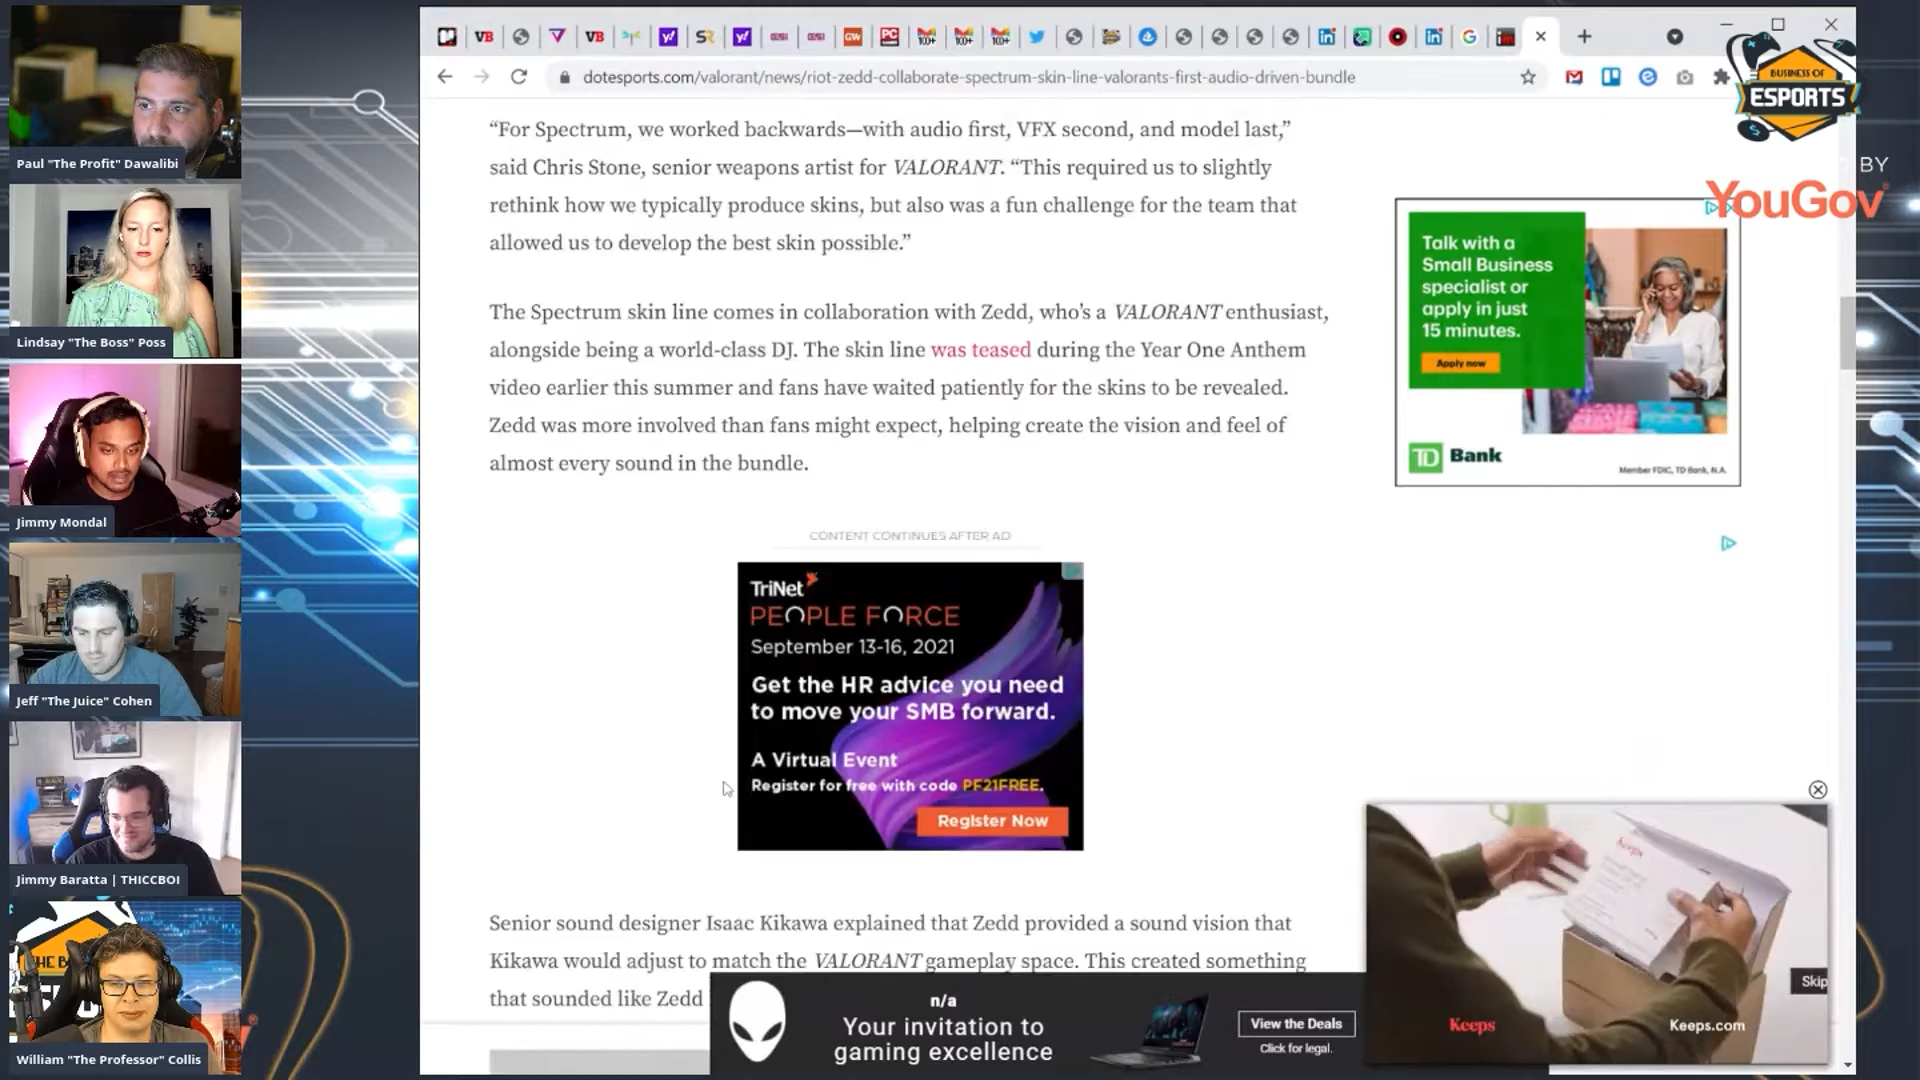 Paul "The Profit" Dawalibi
Lindsay "The Boss" Poss
Jimmy Mondal
Jeff "The Juice" Cohen
Jimmy Baratta | THICCBOI
William "The Professor" Collis
dotesports.com/valorant/news/riot-zedd-collaborate-spectrum-skin-line-valorants-first-audio-driven-bundle
BUSINESS OF
ESPORTS
BY
YouGov
“For Spectrum, we worked backwards—with audio first, VFX second, and model last,”
said Chris Stone, senior weapons artist for VALORANT. “This required us to slightly
rethink how we typically produce skins, but also was a fun challenge for the team that
allowed us to develop the best skin possible.”
The Spectrum skin line comes in collaboration with Zedd, who’s a VALORANT enthusiast,
alongside being a world-class DJ. The skin line was teased during the Year One Anthem
video earlier this summer and fans have waited patiently for the skins to be revealed.
Zedd was more involved than fans might expect, helping create the vision and feel of
almost every sound in the bundle.
Talk with a
Small Business
specialist or
apply in just
15 minutes.
Apply now
TD Bank
Member FDIC, TD Bank, N.A.
CONTENT CONTINUES AFTER AD
TriNet
PEOPLE FORCE
September 13-16, 2021
Get the HR advice you need
to move your SMB forward.
A Virtual Event
Register for free with code PF21FREE.
Register Now
Senior sound designer Isaac Kikawa explained that Zedd provided a sound vision that
Kikawa would adjust to match the VALORANT gameplay space. This created something
that sounded like Zedd
n/a
Your invitation to
gaming excellence
View the Deals
Click for legal.
Keeps
Skip
Keeps
Keeps.com